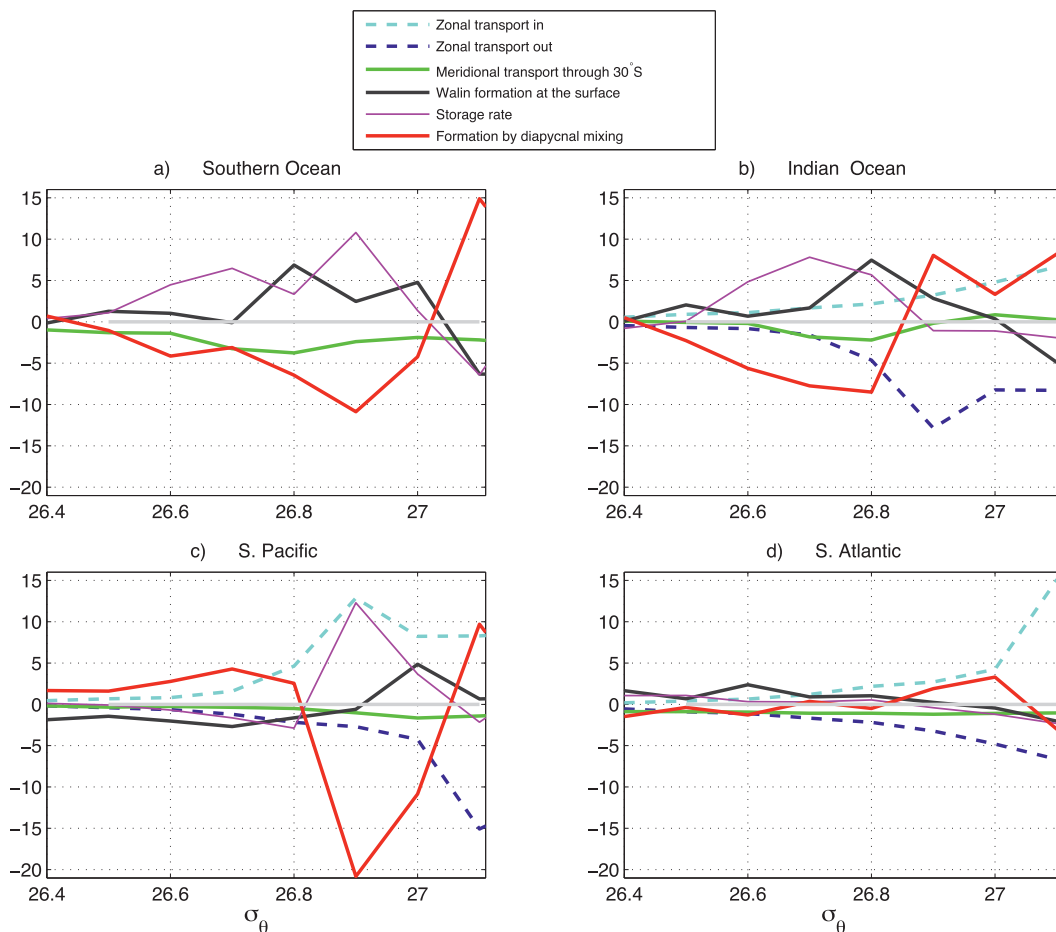 Zonal transport in
Zonal transport out
Meridional transport through 30°S
Walin formation at the surface
Storage rate
Formation by diapycnal mixing
a) Southern Ocean
15
10
5
0
−5
−10
−15
−20
26.4 26.6 26.8 27
b) Indian Ocean
15
10
5
0
−5
−10
−15
−20
26.4 26.6 26.8 27
c) S. Pacific
15
10
5
0
−5
−10
−15
−20
26.4 26.6 26.8 27
σθ
d) S. Atlantic
15
10
5
0
−5
−10
−15
−20
26.4 26.6 26.8 27
σθ